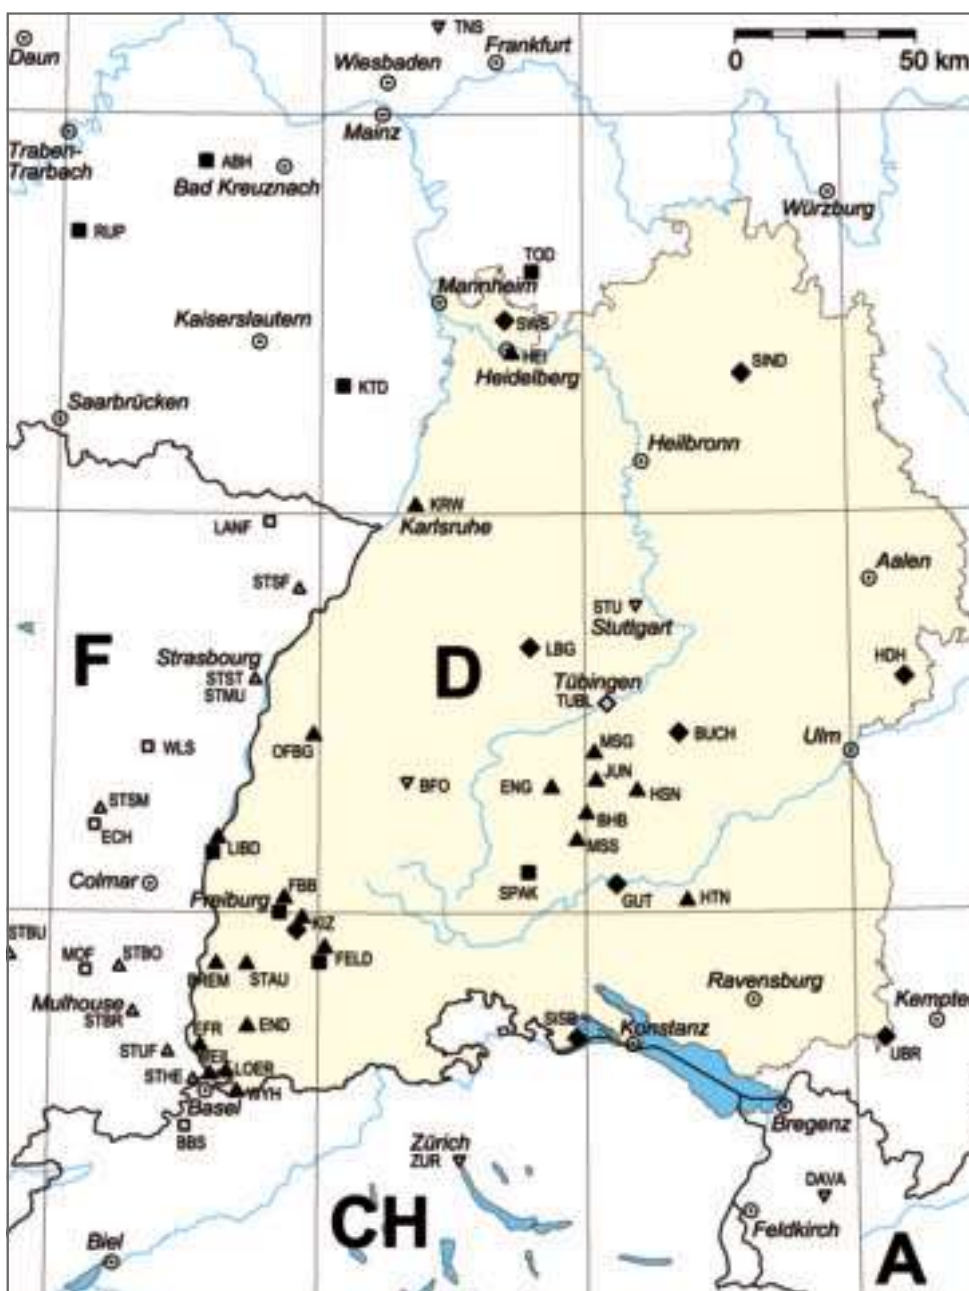 TNS
Daun
Frankfurt
Wiesbaden
0 50 km
Mainz
Traben-
Trarbach
ABH
Bad Kreuznach
Würzburg
RUP
TOD
Mannheim
Kaiserslautern
SWS
HEI
Heidelberg
SIND
KTD
Saarbrücken
Heilbronn
KRW
Karlsruhe
LANF
Aalen
STSF
STU
Stuttgart
F
D
LBG
Strasbourg
STST
STMU
HDH
Tübingen
TUBL
BUCH
Ulm
OFBG
WLS
MSG
JUN
BFO
ENG
HSN
STSM
ECH
BHB
LIBD
MSS
Colmar
SPAK
FBB
Freiburg
GUT
HTN
KIZ
STBU
MOF
STBO
FELD
BREM
STAU
Ravensburg
Mulhouse
STBR
Kempten
EFR
END
SISB
Konstanz
STUF
WEIL
UBR
LOER
STHE
WYH
Basel
Bregenz
BBS
Zürich
ZUR
DAVA
CH
Feldkirch
Biel
A